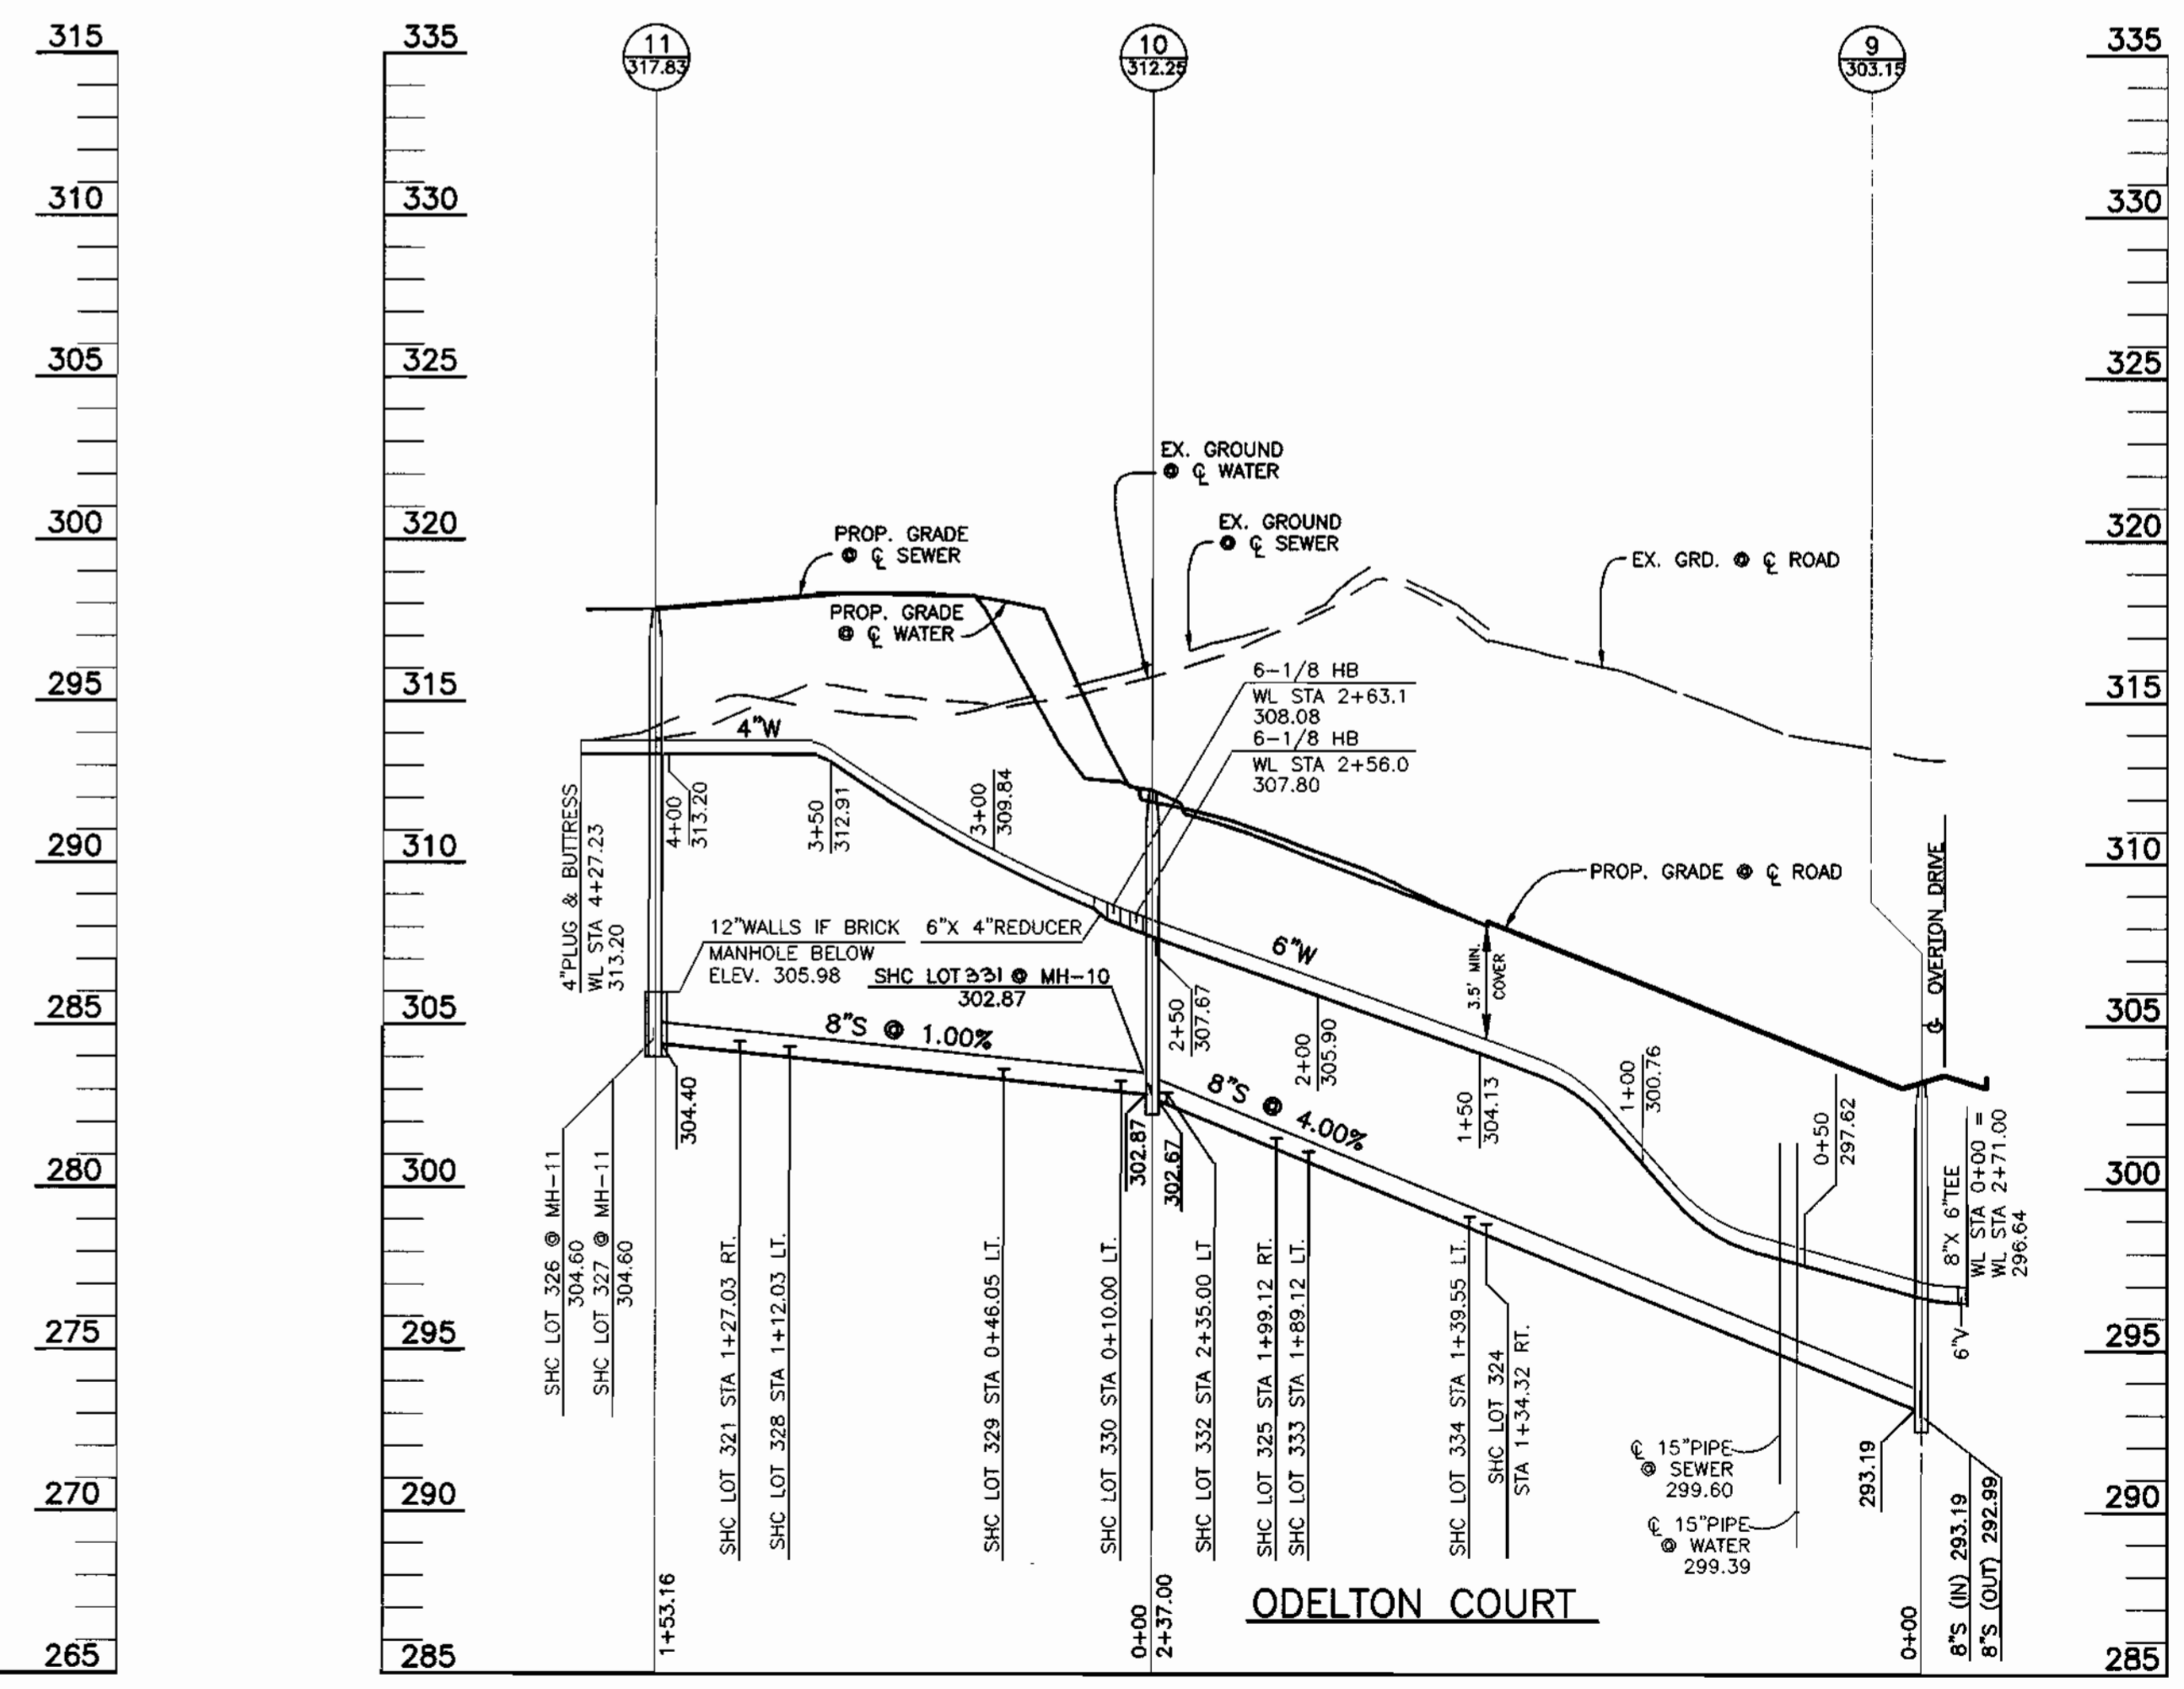 315
310
305
300
295
290
285
280
275
270
265
335
330
325
320
315
310
305
300
295
290
285
11
317.83
10
312.25
9
303.15
335
330
325
320
315
310
305
300
295
290
285
EX. GROUND
@ ℄ WATER
EX. GROUND
@ ℄ SEWER
PROP. GRADE
@ ℄ SEWER
EX. GRD. @ ℄ ROAD
PROP. GRADE
@ ℄ WATER
6-1/8 HB
WL STA 2+63.1
308.08
6-1/8 HB
WL STA 2+56.0
307.80
4"W
4"PLUG & BUTTRESS
WL STA 4+27.23
313.20
4+00
313.20
3+50
312.91
3+00
309.84
PROP. GRADE @ ℄ ROAD
℄ OVERTON DRIVE
12"WALLS IF BRICK
MANHOLE BELOW
ELEV. 305.98
6"X 4"REDUCER
SHC LOT 331 @ MH-10
302.87
6"W
3.5' MIN.
COVER
8"S @ 1.00%
8"S @ 4.00%
2+50
307.67
2+00
305.90
1+50
304.13
1+00
300.76
0+50
297.62
304.40
302.87
302.67
8"X 6"TEE
WL STA 0+00 =
WL STA 2+71.00
296.64
6"V
SHC LOT 326 @ MH-11
304.60
SHC LOT 327 @ MH-11
304.60
SHC LOT 321 STA 1+27.03 RT.
SHC LOT 328 STA 1+12.03 LT.
SHC LOT 329 STA 0+46.05 LT.
SHC LOT 330 STA 0+10.00 LT.
SHC LOT 332 STA 2+35.00 LT
SHC LOT 325 STA 1+99.12 RT.
SHC LOT 333 STA 1+89.12 LT.
SHC LOT 334 STA 1+39.55 LT.
SHC LOT 324
STA 1+34.32 RT.
℄ 15"PIPE
@ SEWER
299.60
℄ 15"PIPE
@ WATER
299.39
293.19
8"S (IN) 293.19
8"S (OUT) 292.99
1+53.16
0+00
2+37.00
0+00
ODELTON COURT